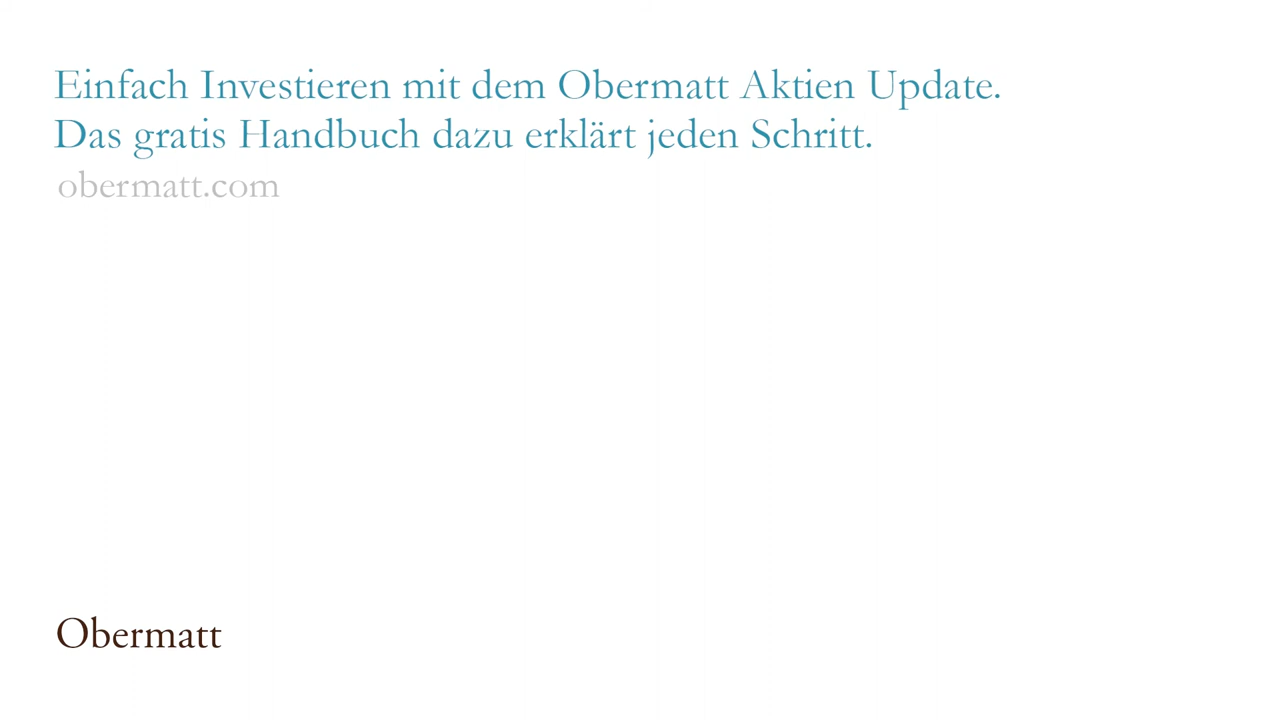 Einfach Investieren mit dem Obermatt Aktien Update.
Das gratis Handbuch dazu erklärt jeden Schritt.
obermatt.com
Obermatt